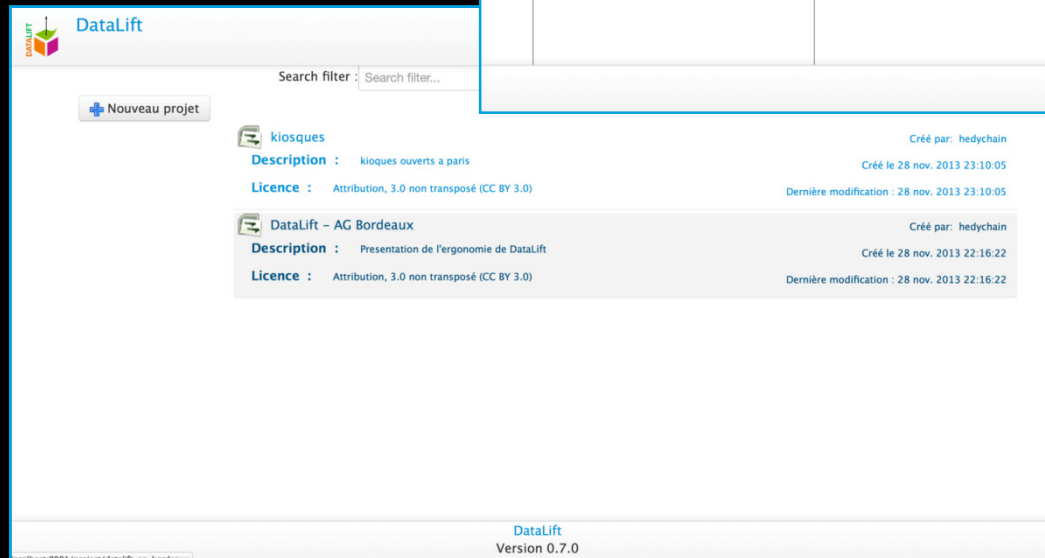 DATALIFT
DataLift
Search filter : Search filter...
Nouveau projet
kiosques
Créé par: hedychain
Description : kioques ouverts a paris
Créé le 28 nov. 2013 23:10:05
Licence : Attribution, 3.0 non transposé (CC BY 3.0)
Dernière modification : 28 nov. 2013 23:10:05
DataLift – AG Bordeaux
Créé par: hedychain
Description : Presentation de l'ergonomie de DataLift
Créé le 28 nov. 2013 22:16:22
Licence : Attribution, 3.0 non transposé (CC BY 3.0)
Dernière modification : 28 nov. 2013 22:16:22
DataLift
Version 0.7.0